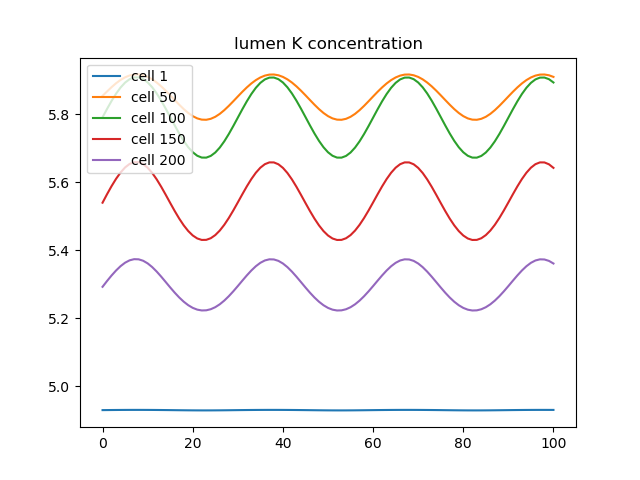 lumen K concentration
cell 1
cell 50
cell 100
cell 150
cell 200
5.8
5.6
5.4
5.2
5.0
0 20 40 60 80 100